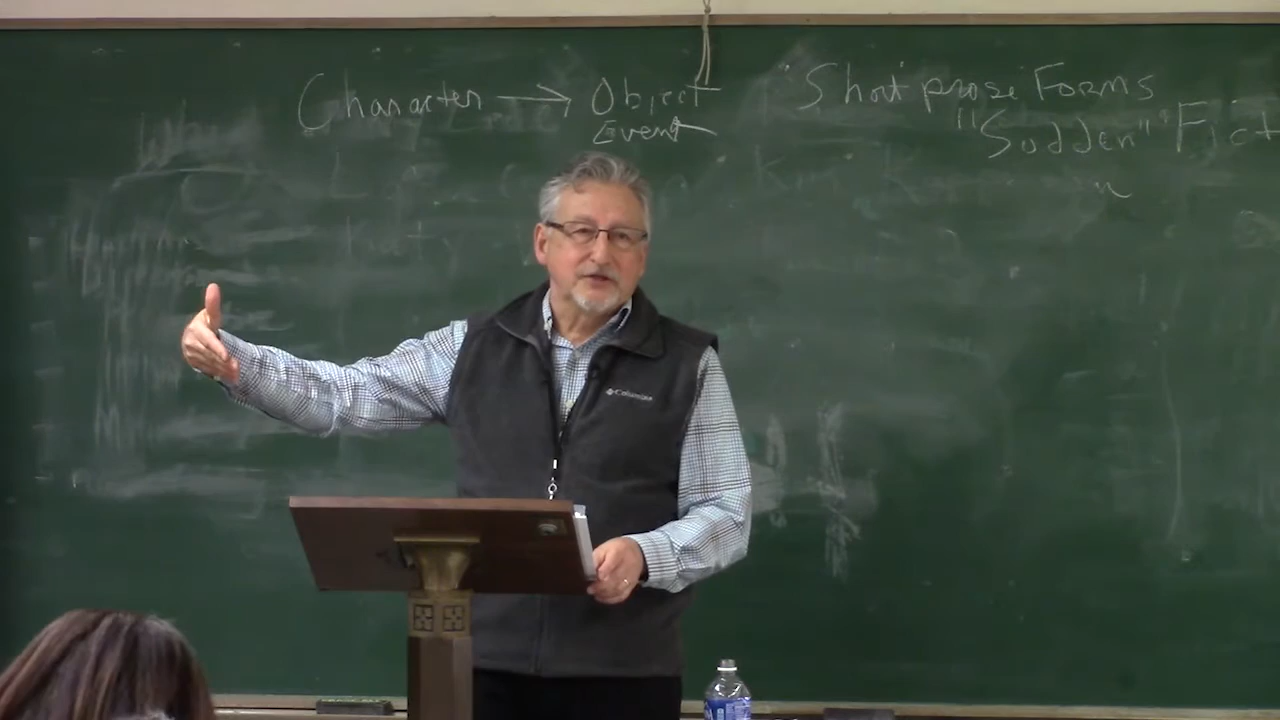 Character → Object
Event
"Short prose Forms
"Sudden" Fict
Columbia